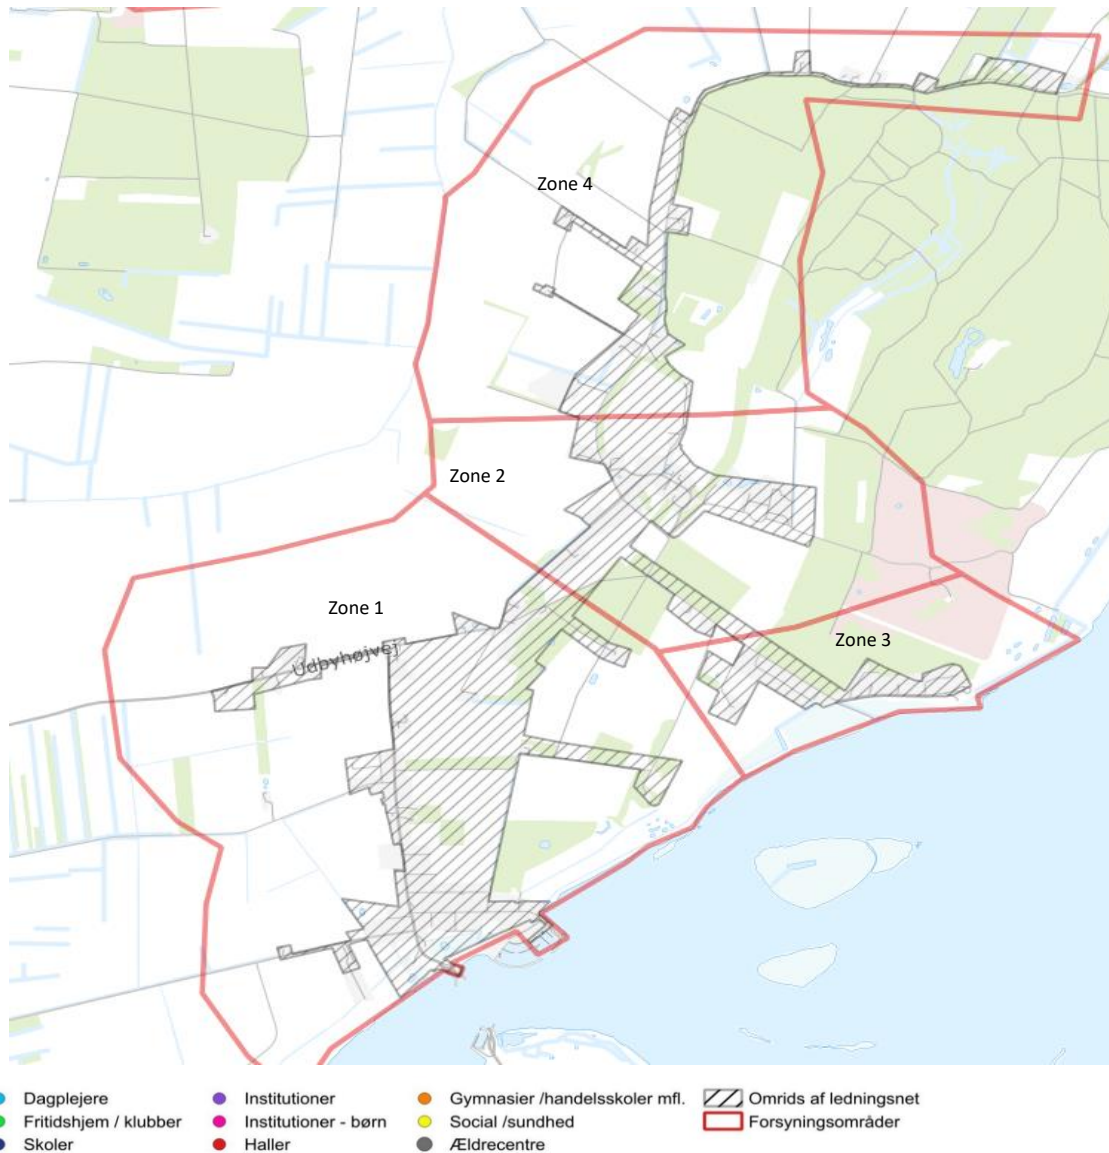 Zone 4
Zone 2
Zone 1
Udbyhøjvej
Zone 3
Dagplejere
Institutioner
Gymnasier /handelsskoler mfl.
Omrids af ledningsnet
Fritidshjem / klubber
Institutioner - børn
Social /sundhed
Forsyningsområder
Skoler
Haller
Ældrecentre